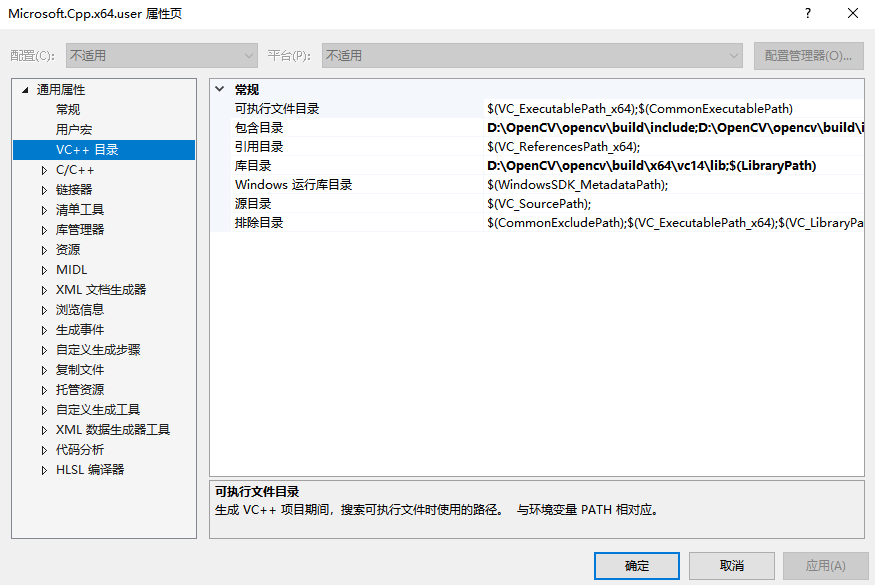 Microsoft.Cpp.x64.user 属性页
配置(C): 不适用 平台(P): 不适用 配置管理器(O)...
通用属性
常规
用户宏
VC++ 目录
C/C++
链接器
清单工具
库管理器
资源
MIDL
XML 文档生成器
浏览信息
生成事件
自定义生成步骤
复制文件
托管资源
自定义生成工具
XML 数据生成器工具
代码分析
HLSL 编译器
常规
可执行文件目录 $(VC_ExecutablePath_x64);$(CommonExecutablePath)
包含目录 D:\OpenCV\opencv\build\include;D:\OpenCV\opencv\build\i
引用目录 $(VC_ReferencesPath_x64);
库目录 D:\OpenCV\opencv\build\x64\vc14\lib;$(LibraryPath)
Windows 运行库目录 $(WindowsSDK_MetadataPath);
源目录 $(VC_SourcePath);
排除目录 $(CommonExcludePath);$(VC_ExecutablePath_x64);$(VC_LibraryPa
可执行文件目录
生成 VC++ 项目期间，搜索可执行文件时使用的路径。 与环境变量 PATH 相对应。
确定 取消 应用(A)